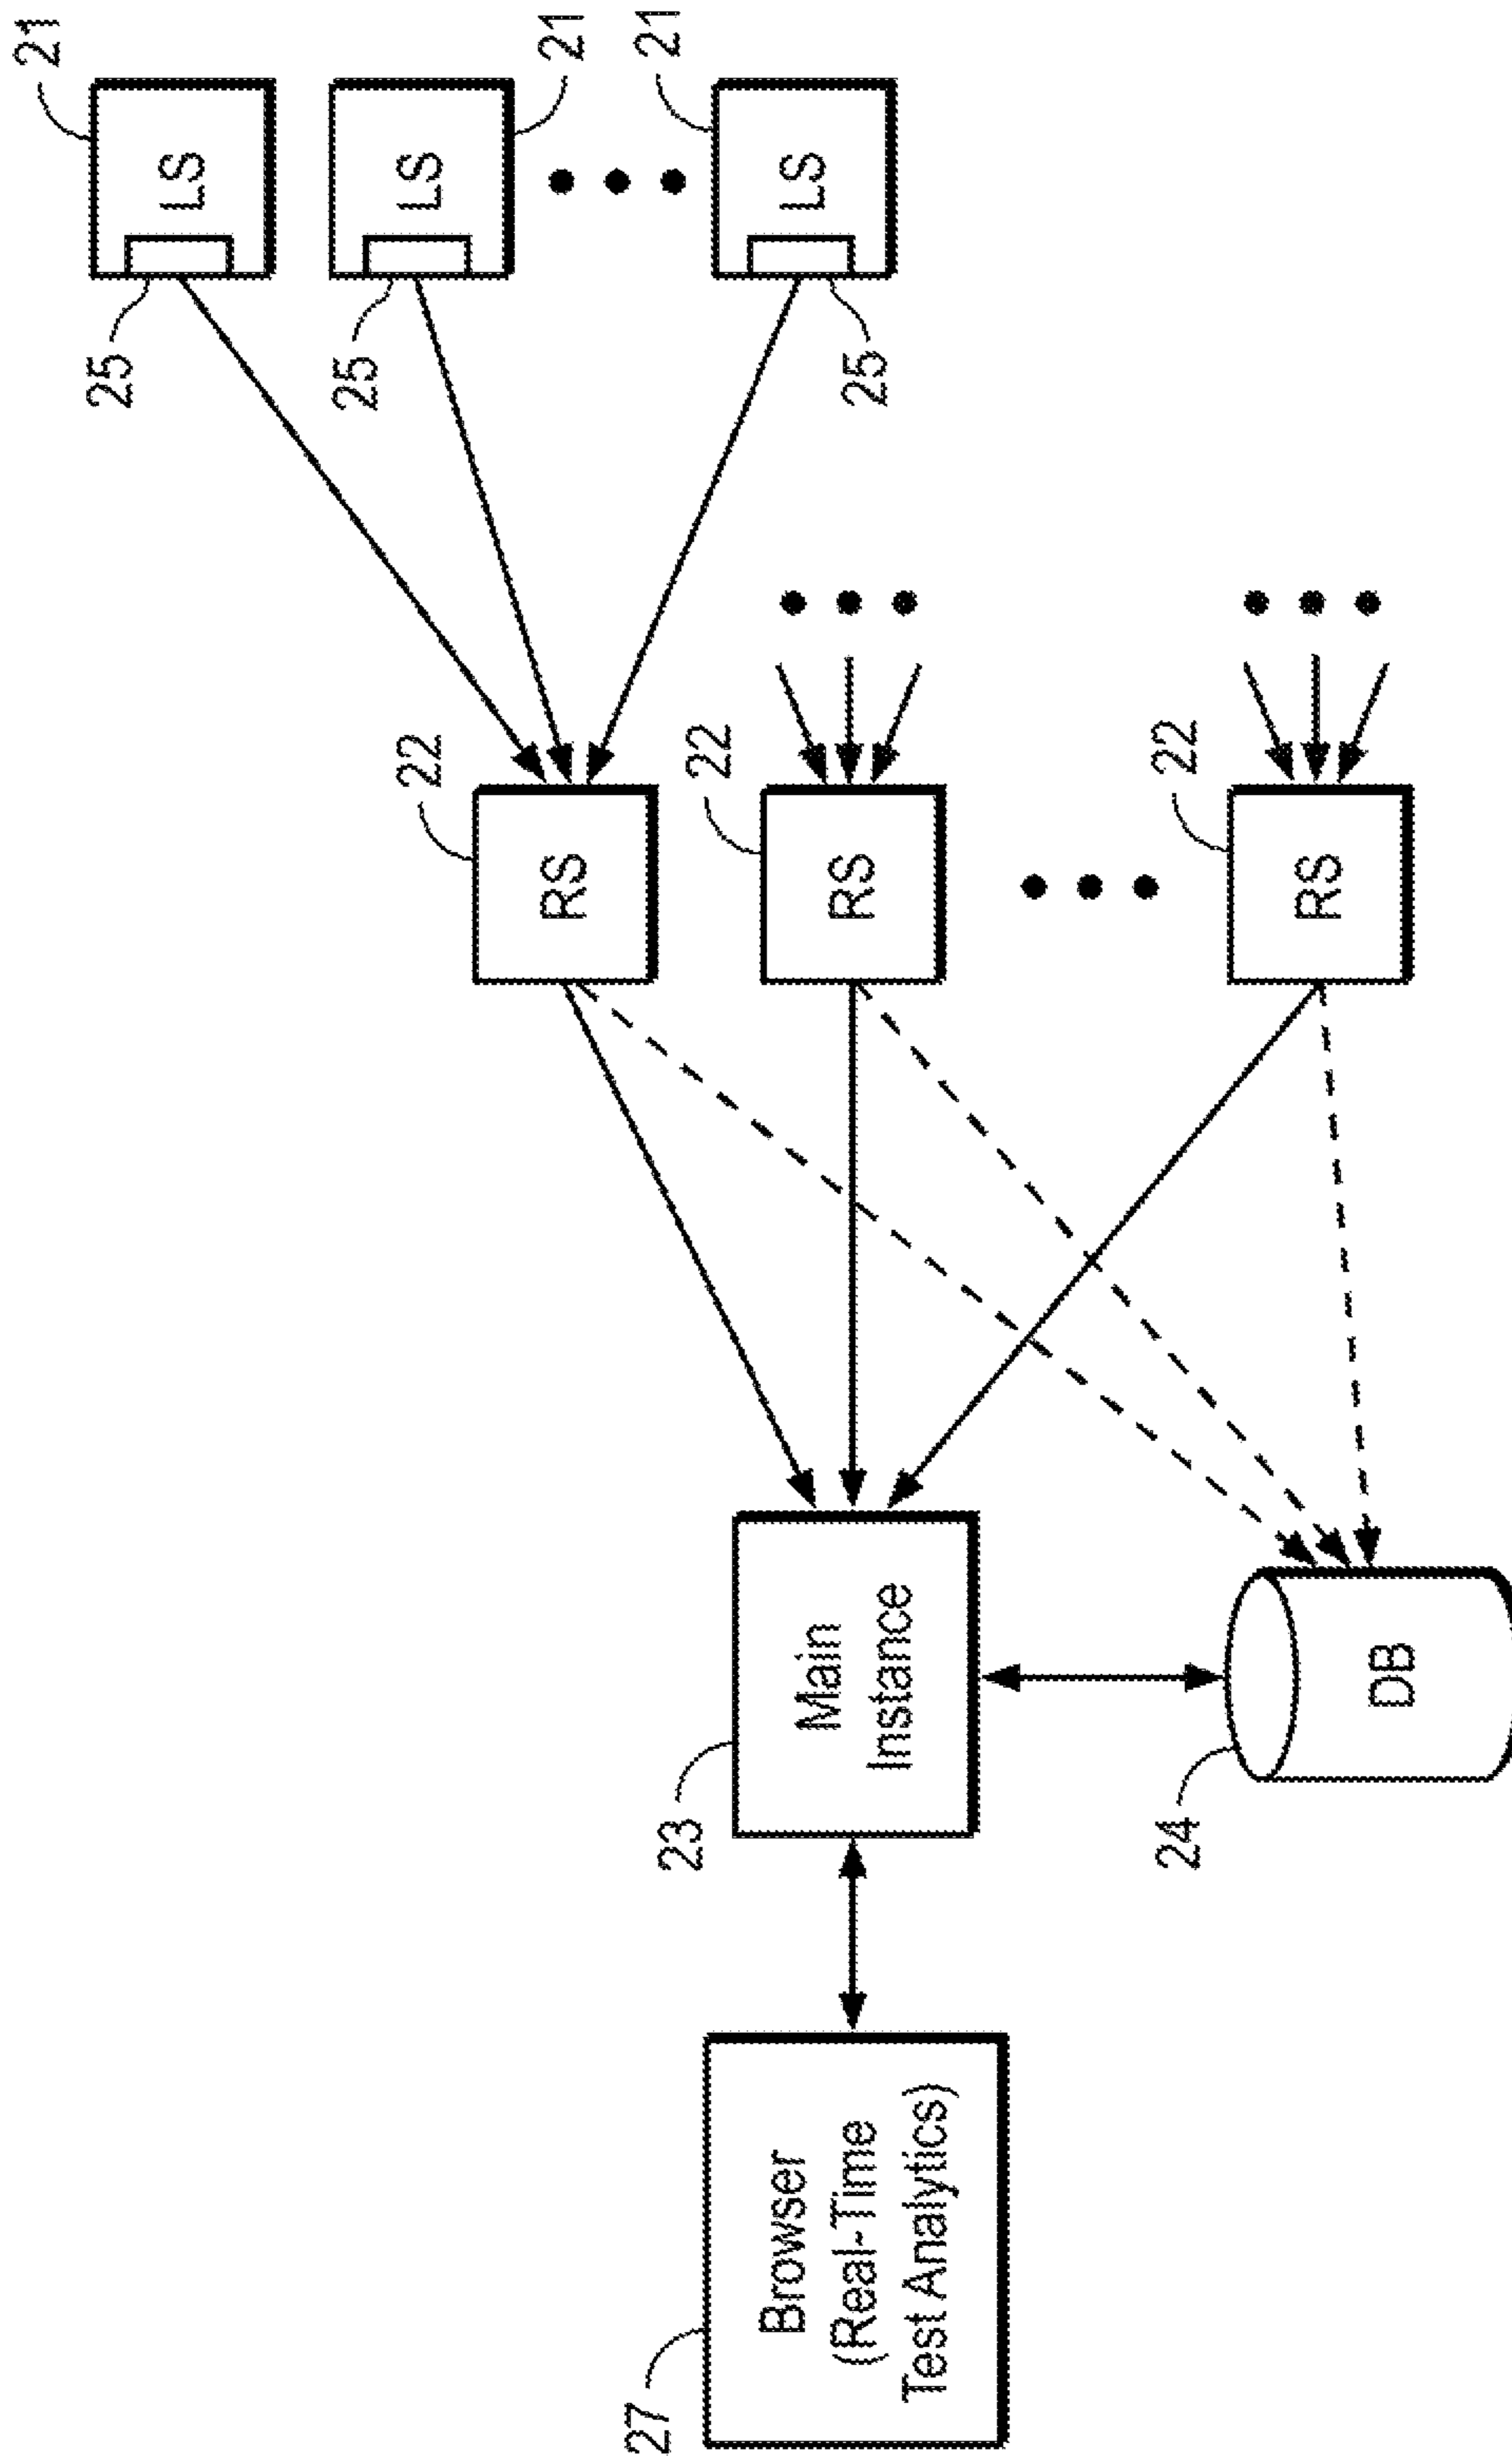 21
25
LS
21
25
LS
21
25
LS
22
RS
22
RS
22
RS
23
Main
Instance
27
Browser
(Real-Time
Test Analytics)
24
DB